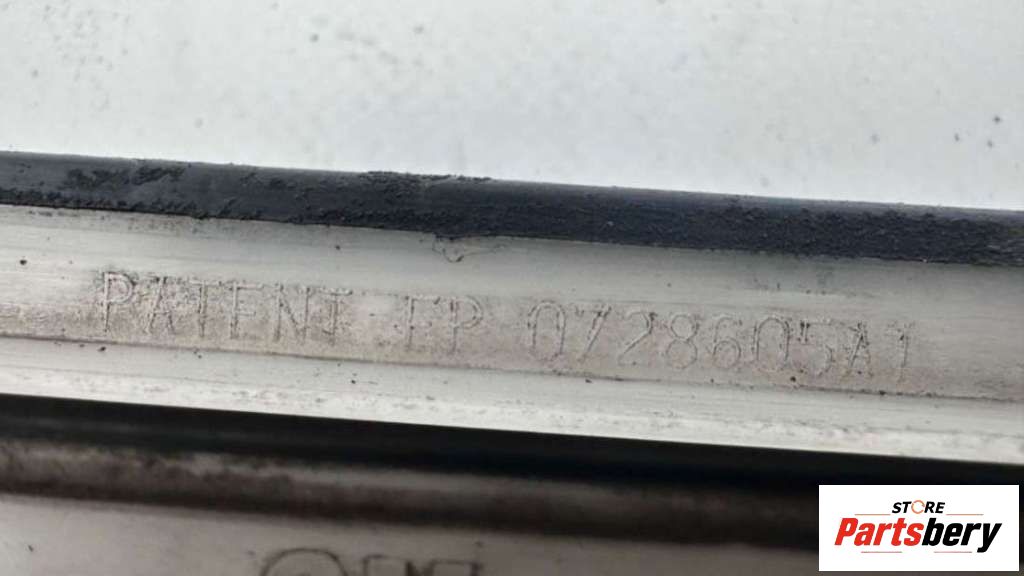 PATENT EP 0728605A1
STORE
Partsbery